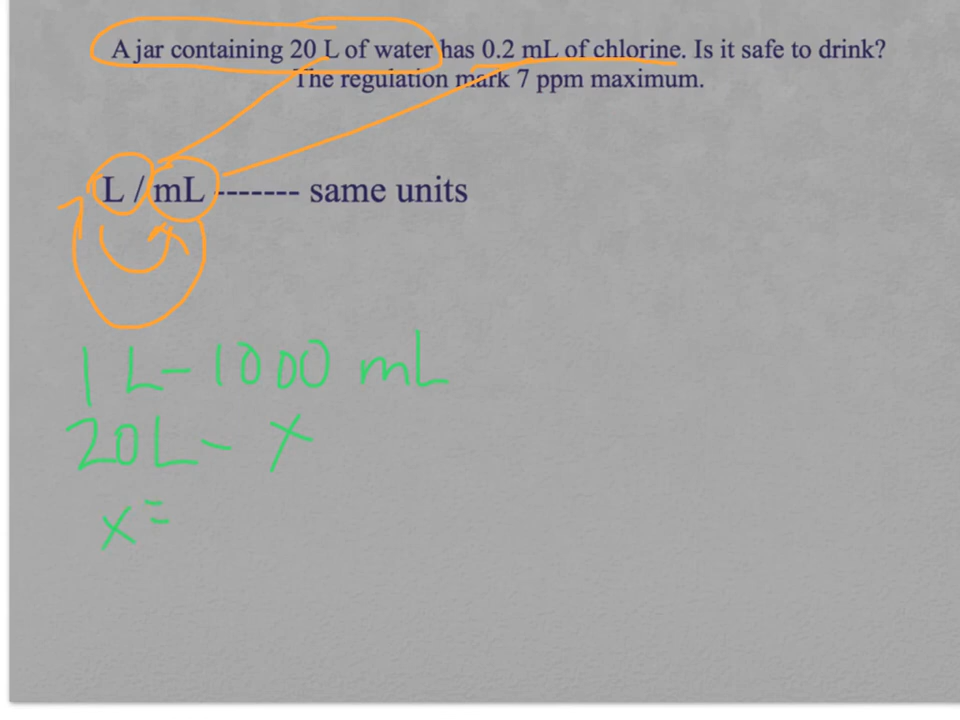 A jar containing 20 L of water has 0.2 mL of chlorine. Is it safe to drink?
The regulation mark 7 ppm maximum.
L / mL ------- same units
1 L - 1000 mL
20L - x
x =